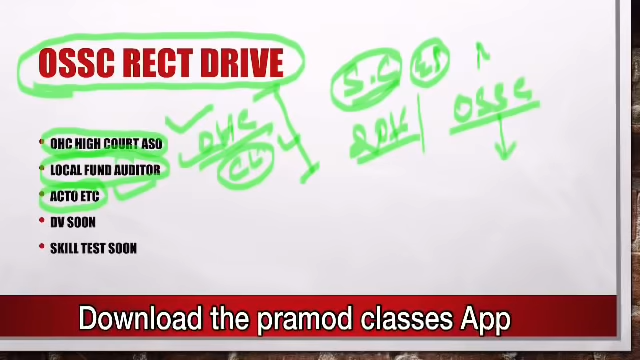 OSSC RECT DRIVE
S.C
OHC
OSSC
OHC HIGH COURT ASO
LOCAL FUND AUDITOR
ACTO ETC
DV SOON
SKILL TEST SOON
Download the pramod classes App